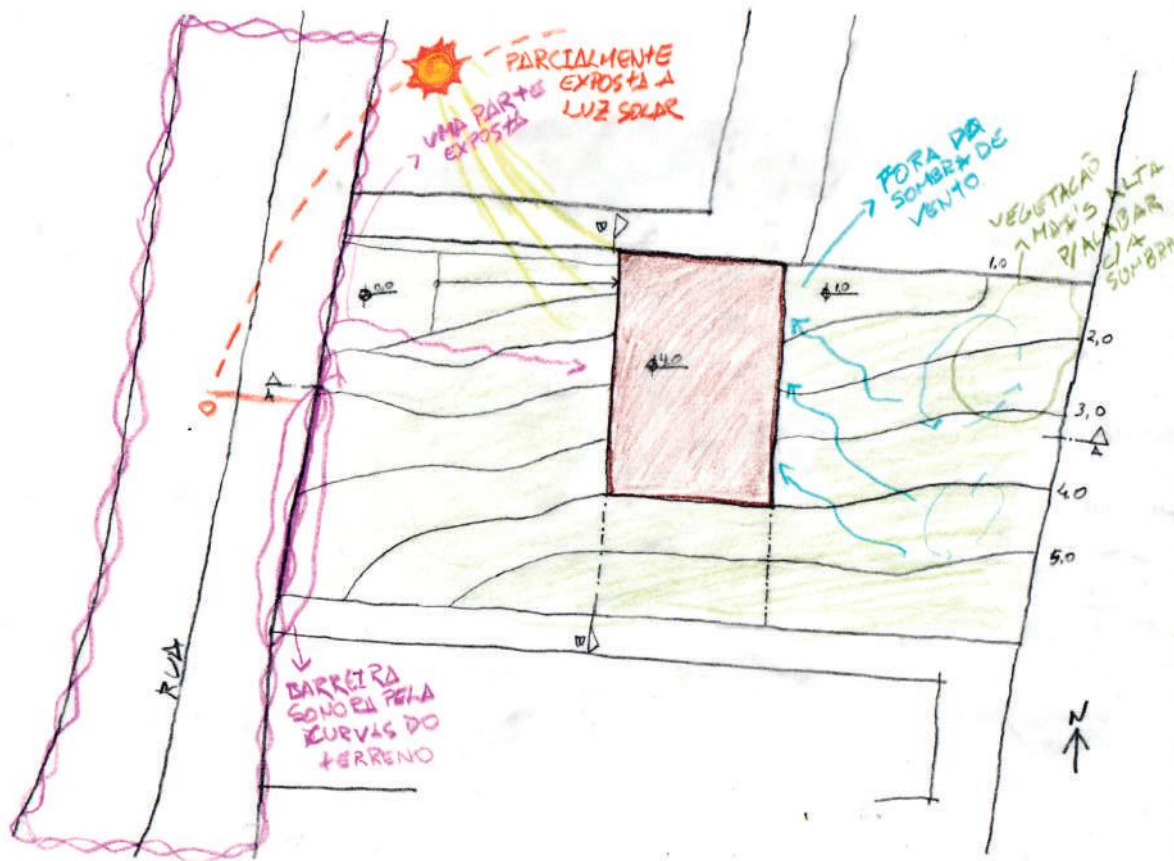 PARCIALMENTE
EXPOSTA A
LUZ SOLAR
UMA PARTE
EXPOSTA
FORA DA
SOMBRA DE
VENTO
VEGETAÇÃO
MAIS ALTA
P/ ACABAR
C/ A
SOMBRA
B
0,0
1,0
1,0
2,0
4,0
A
3,0
A
O
4,0
5,0
B
RUA
BARREIRA
SONORA PELA
CURVAS DO
TERRENO
N